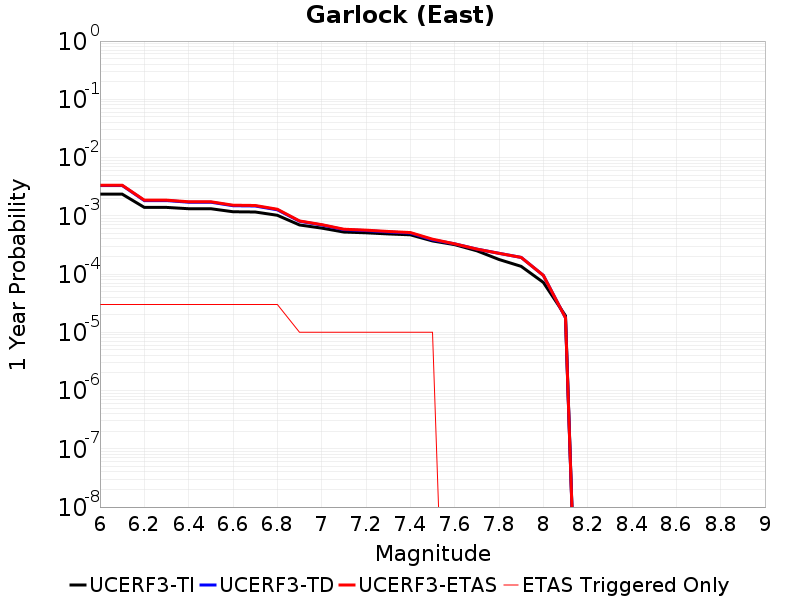 Garlock (East)
1 Year Probability
10^0
10^-1
10^-2
10^-3
10^-4
10^-5
10^-6
10^-7
10^-8
6 6.2 6.4 6.6 6.8 7 7.2 7.4 7.6 7.8 8 8.2 8.4 8.6 8.8 9
Magnitude
UCERF3-TI UCERF3-TD UCERF3-ETAS ETAS Triggered Only